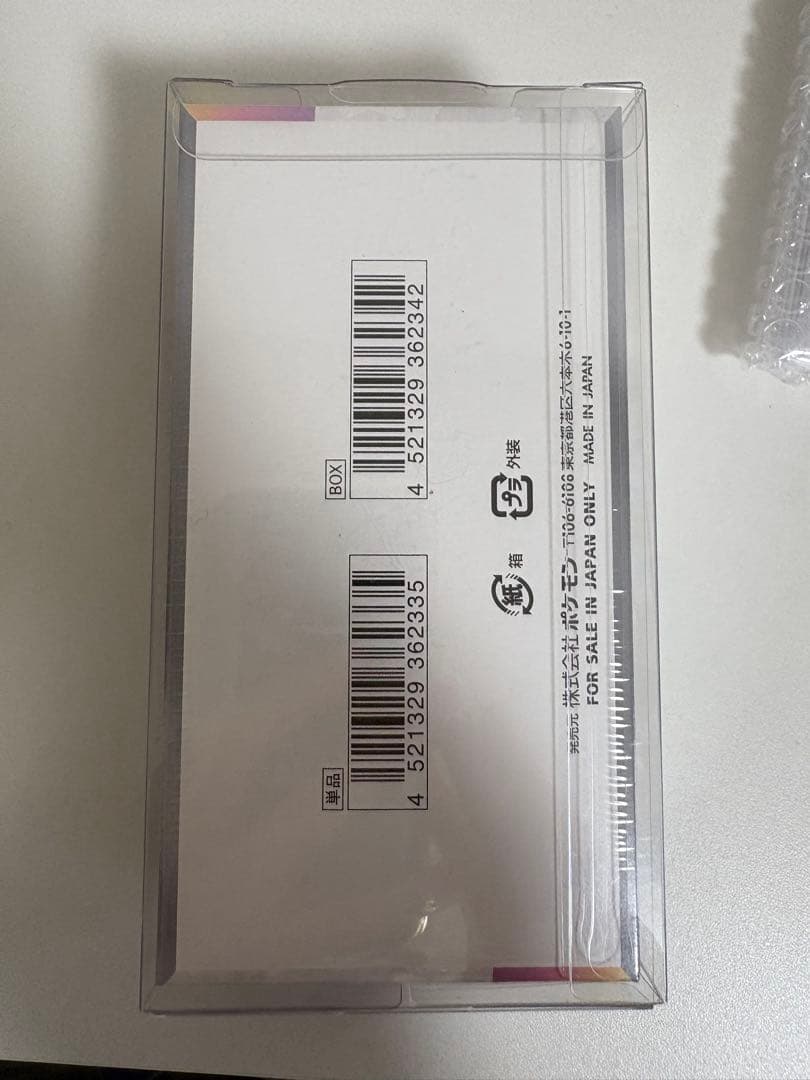 単品
4 521329 362335
BOX
4 521329 362342
紙 箱
プラ 外装
発売元 株式会社ポケモン 〒106-6108 東京都港区六本木6-10-1
FOR SALE IN JAPAN ONLY MADE IN JAPAN